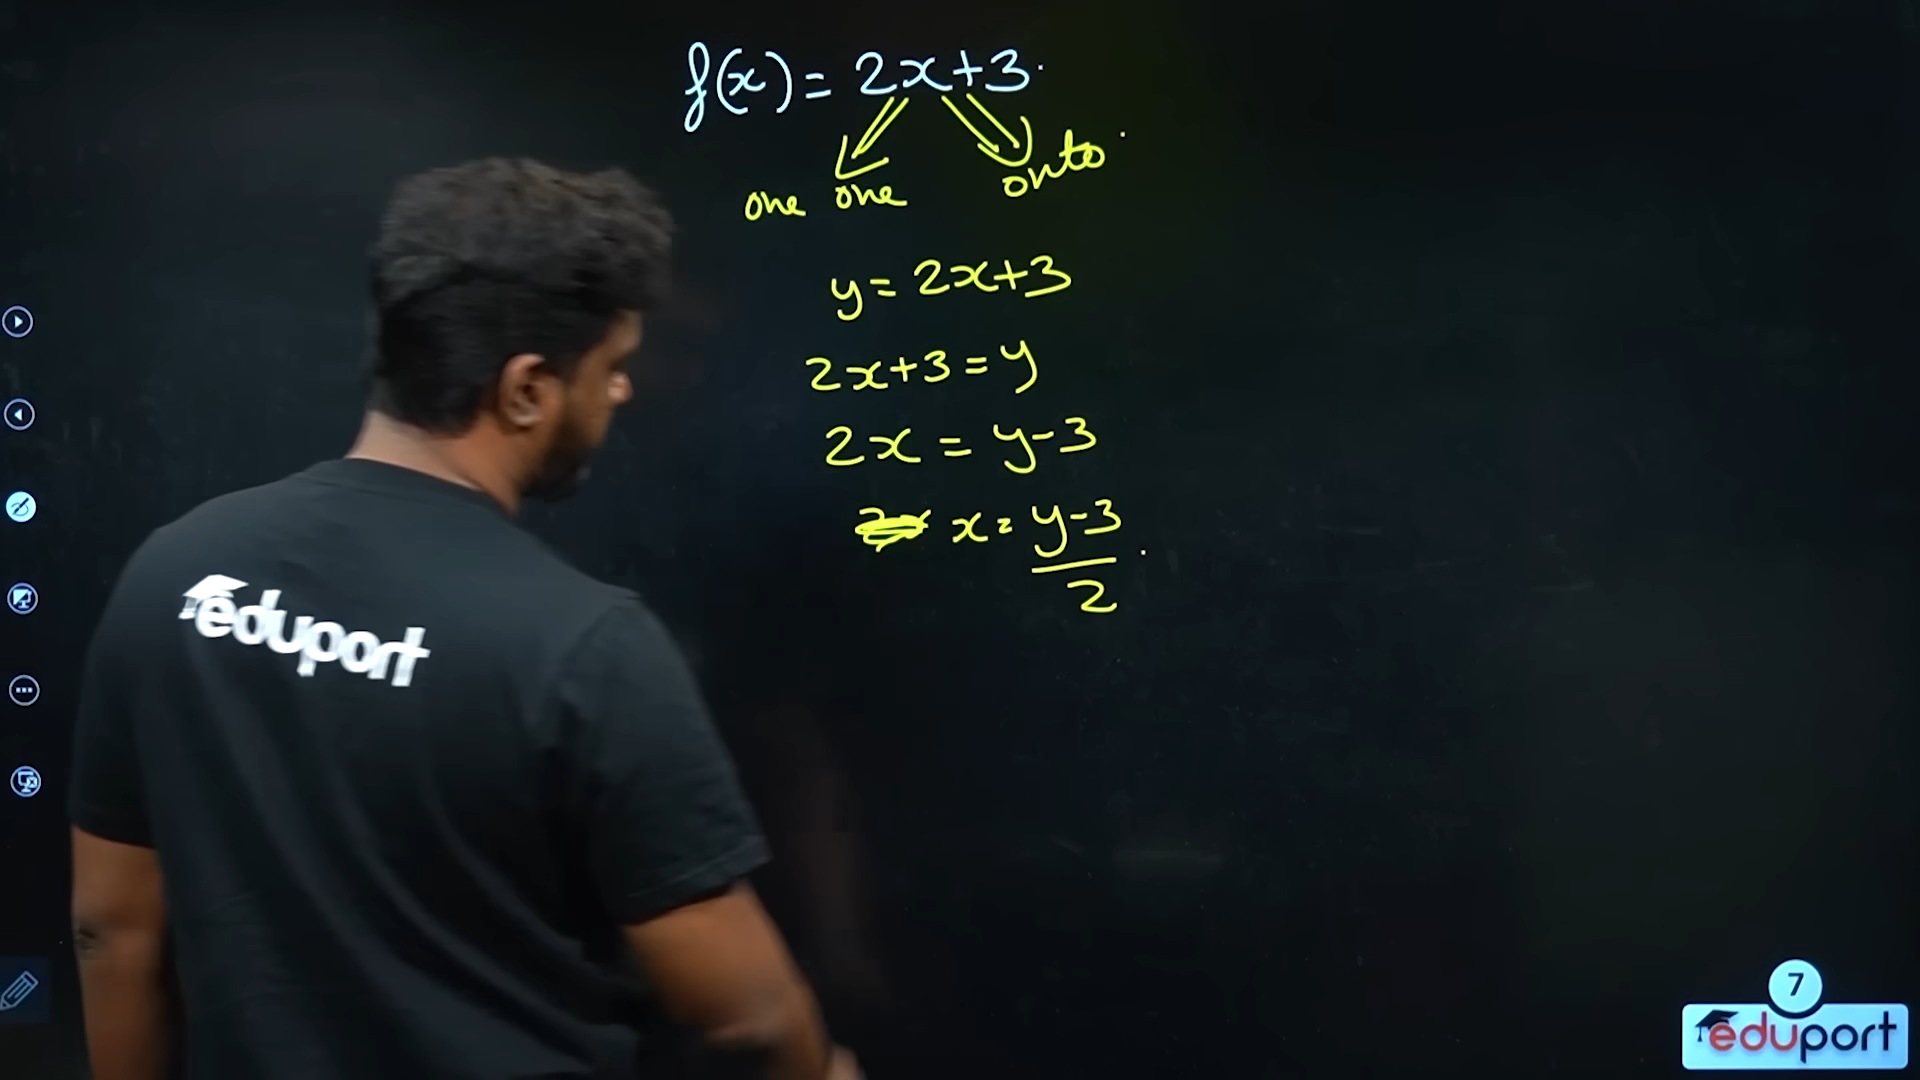 f(x) = 2x+3
one one onto
y = 2x+3
2x+3 = y
2x = y-3
x = y-3
2
eduport
7
eduport